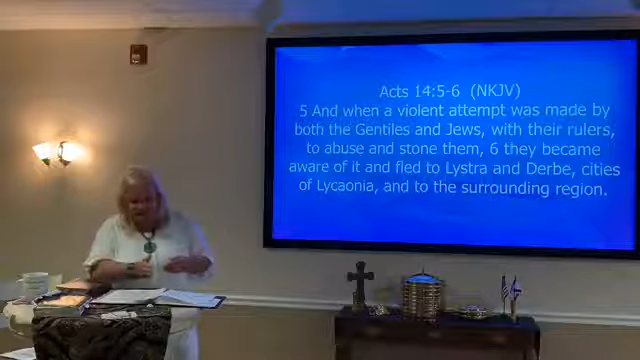 Acts 14:5-6 (NKJV)
5 And when a violent attempt was made by
both the Gentiles and Jews, with their rulers,
to abuse and stone them, 6 they became
aware of it and fled to Lystra and Derbe, cities
of Lycaonia, and to the surrounding region.